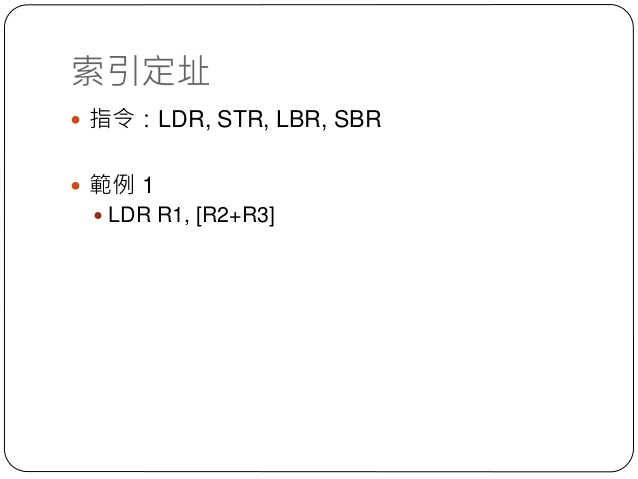 索引定址
• 指令：LDR, STR, LBR, SBR
• 範例 1
• LDR R1, [R2+R3]